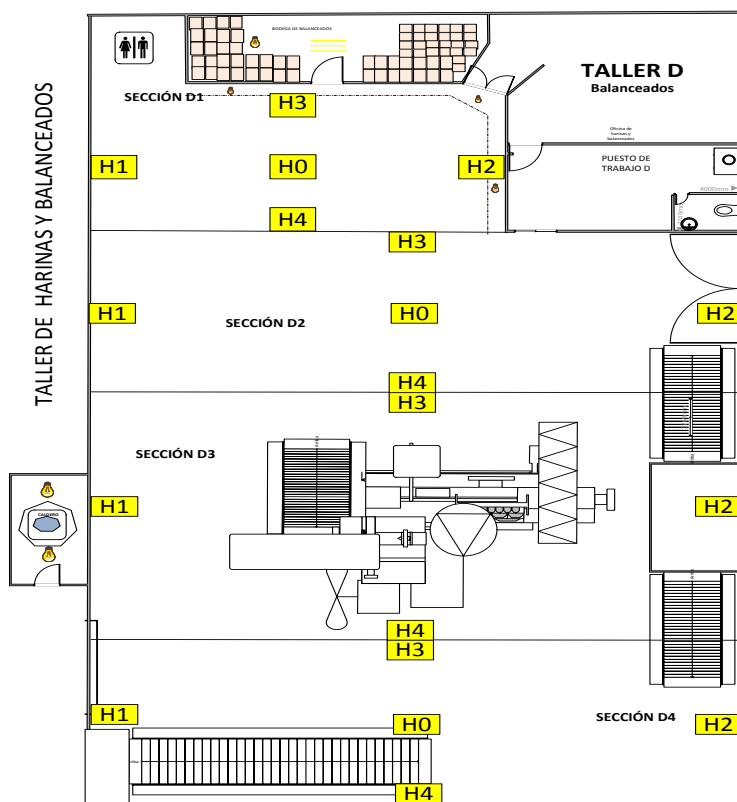 BODEGA DE BALANCEADOS
TALLER D
Balanceados
SECCIÓN D1
H3
Oficina de
harinas y
balanceados
PUESTO DE
TRABAJO D
H1
H0
H2
4000mm
H4
H3
TALLER DE HARINAS Y BALANCEADOS
H1
H0
H2
SECCIÓN D2
H4
H3
SECCIÓN D3
H1
H2
CALDERO
H4
H3
H1
H0
SECCIÓN D4
H2
H4